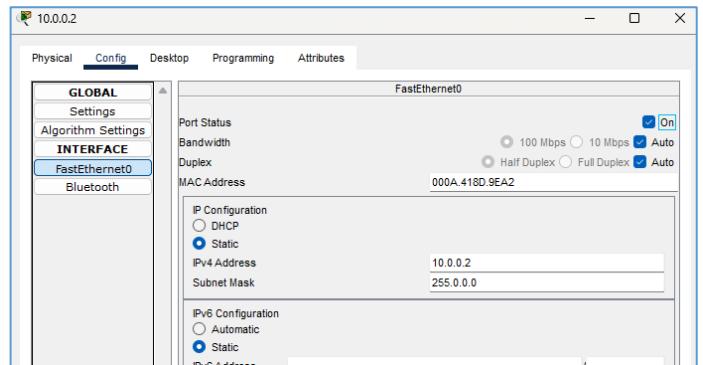 10.0.0.2
Physical Config Desktop Programming Attributes
GLOBAL
Settings
Algorithm Settings
INTERFACE
FastEthernet0
Bluetooth
FastEthernet0
Port Status On
Bandwidth 100 Mbps 10 Mbps Auto
Duplex Half Duplex Full Duplex Auto
MAC Address 000A.418D.9EA2
IP Configuration
DHCP
Static
IPv4 Address 10.0.0.2
Subnet Mask 255.0.0.0
IPv6 Configuration
Automatic
Static